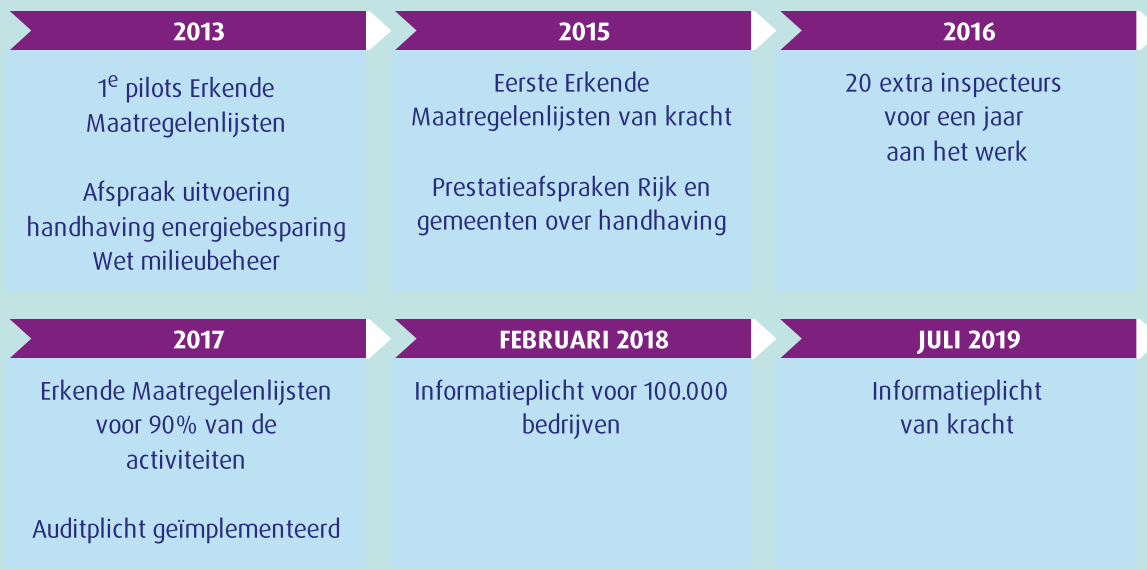 2013
1e pilots Erkende
Maatregelenlijsten
Afspraak uitvoering
handhaving energiebesparing
Wet milieubeheer
2015
Eerste Erkende
Maatregelenlijsten van kracht
Prestatieafspraken Rijk en
gemeenten over handhaving
2016
20 extra inspecteurs
voor een jaar
aan het werk
2017
Erkende Maatregelenlijsten
voor 90% van de
activiteiten
Auditplicht geïmplementeerd
FEBRUARI 2018
Informatieplicht voor 100.000
bedrijven
JULI 2019
Informatieplicht
van kracht